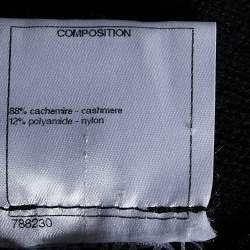 COMPOSITION
88% cachemire - cashmere
12% polyamide - nylon
788230